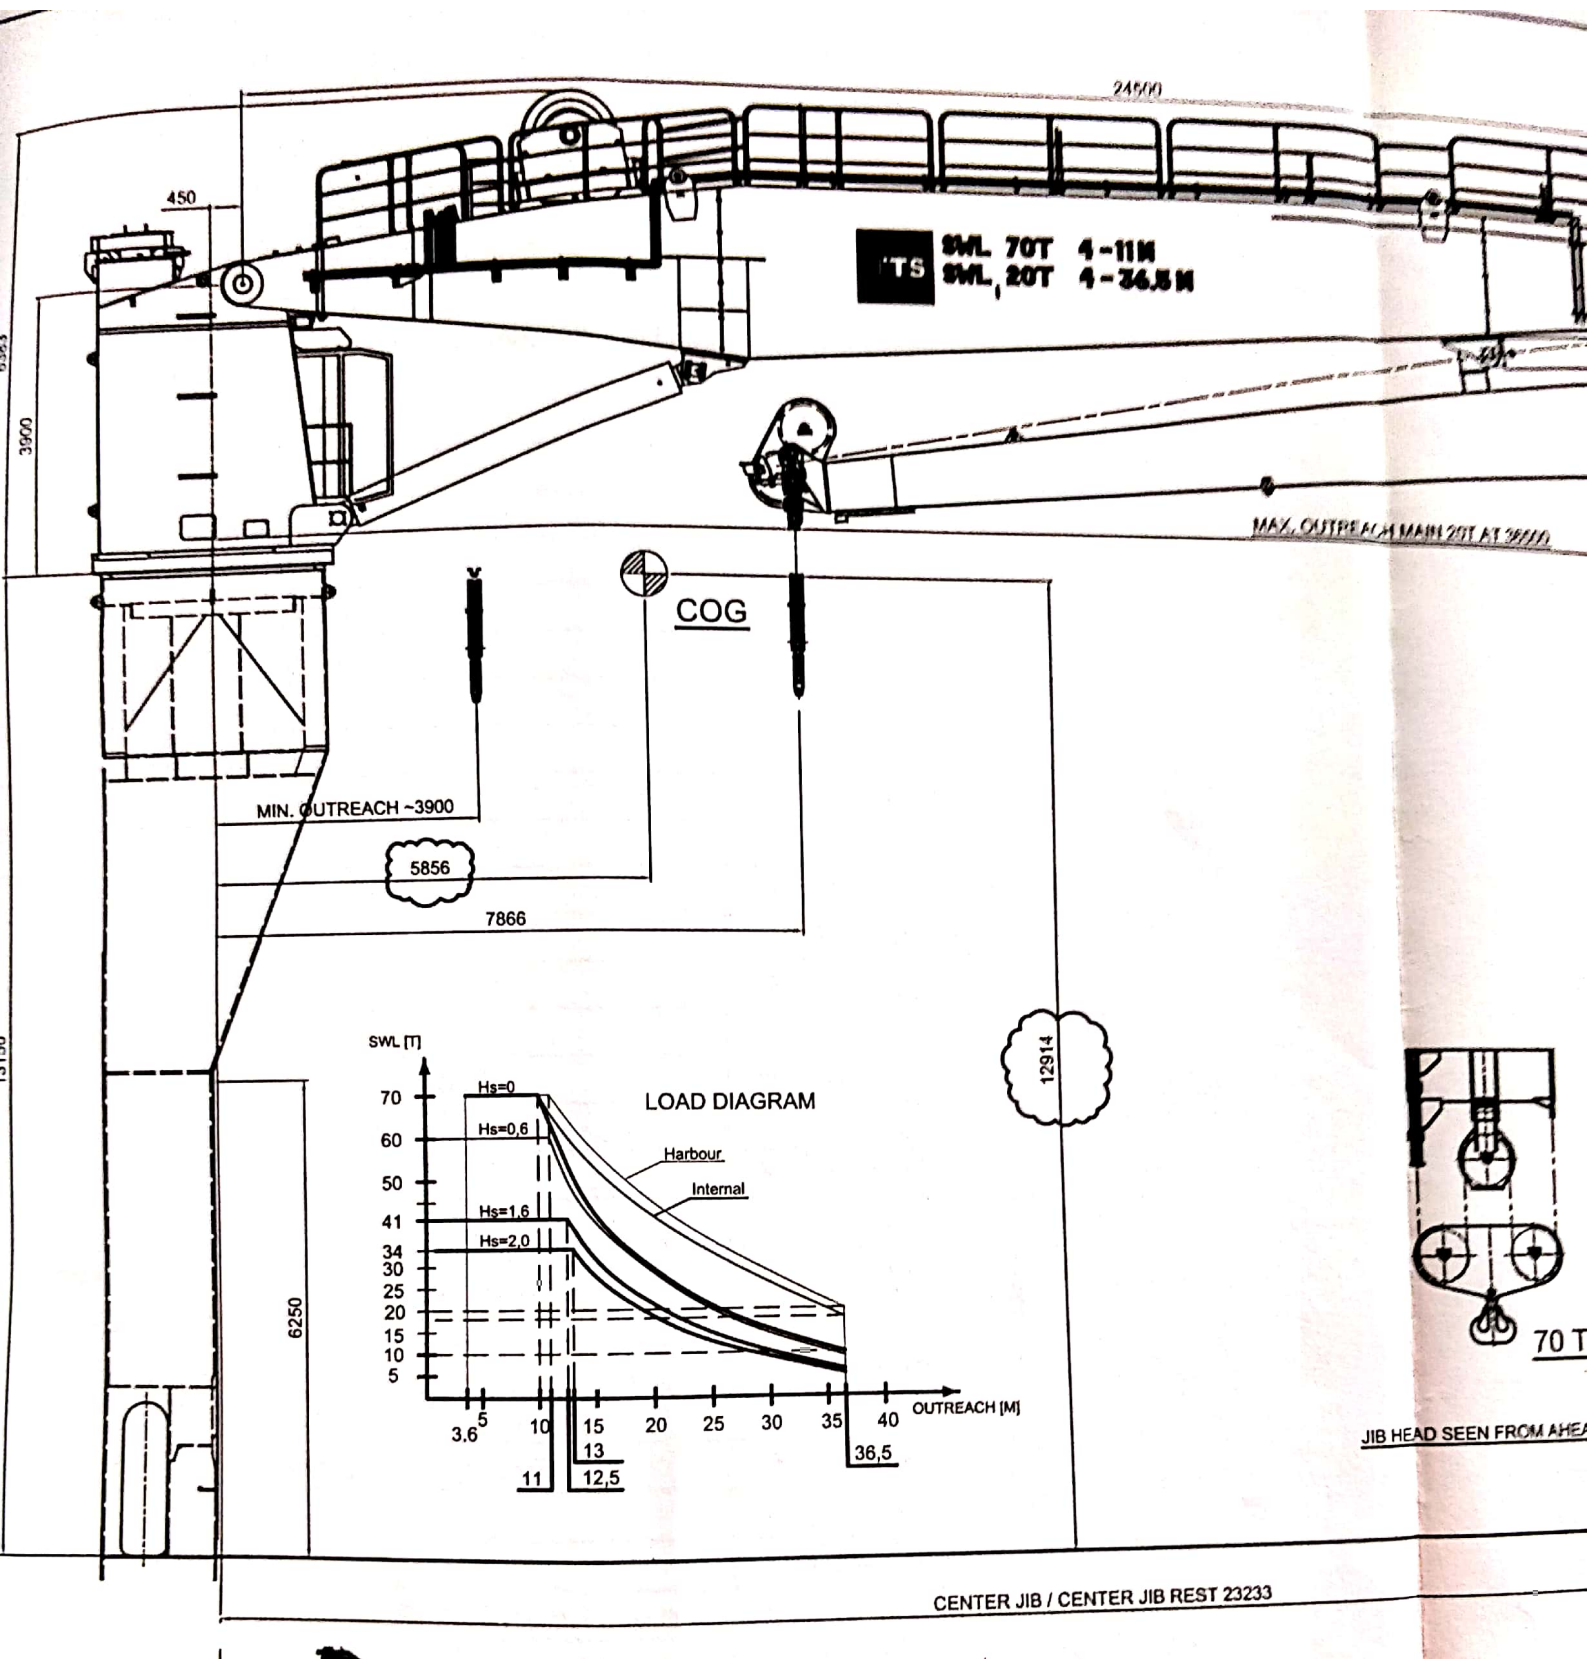 24500
450
TTS
SWL 70T 4-11M
SWL 20T 4-36.5M
3900
MAX. OUTREACH MAIN 20T AT 36500
COG
MIN. OUTREACH ~3900
5856
7866
12914
6250
SWL [T]
LOAD DIAGRAM
70
60
50
41
34
30
25
20
15
10
5
Hs=0
Hs=0,6
Hs=1,6
Hs=2,0
Harbour
Internal
3.6
5
10
15
20
25
30
35
40
OUTREACH [M]
11
13
12,5
36,5
70 T
JIB HEAD SEEN FROM AHEA
CENTER JIB / CENTER JIB REST 23233